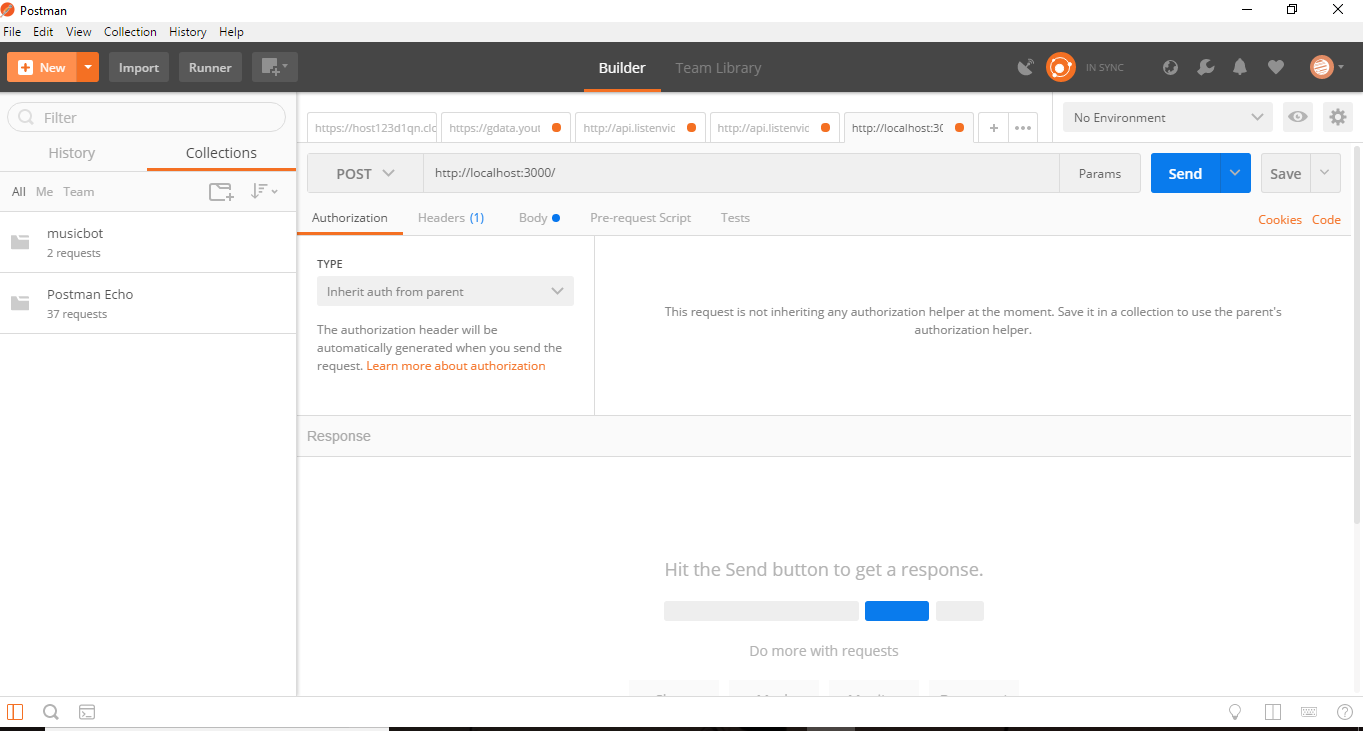 Postman
File Edit View Collection History Help
New Import Runner Builder Team Library IN SYNC
Filter
History Collections
All Me Team
musicbot
2 requests
Postman Echo
37 requests
https://host123d1qn.clo https://gdata.yout http://api.listenvic http://api.listenvic http://localhost:30 + ••• No Environment
POST http://localhost:3000/ Params Send Save
Authorization Headers (1) Body Pre-request Script Tests Cookies Code
TYPE
Inherit auth from parent
The authorization header will be
automatically generated when you send the
request. Learn more about authorization
This request is not inheriting any authorization helper at the moment. Save it in a collection to use the parent's
authorization helper.
Response
Hit the Send button to get a response.
Do more with requests